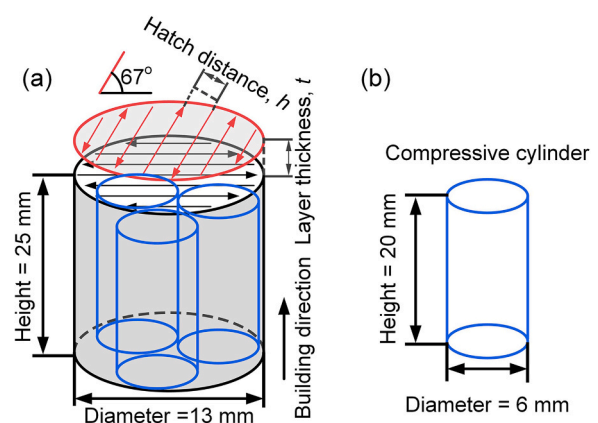 (a)
67°
Hatch distance, h
Layer thickness, t
Building direction
Height = 25 mm
Diameter =13 mm
(b)
Compressive cylinder
Height = 20 mm
Diameter = 6 mm